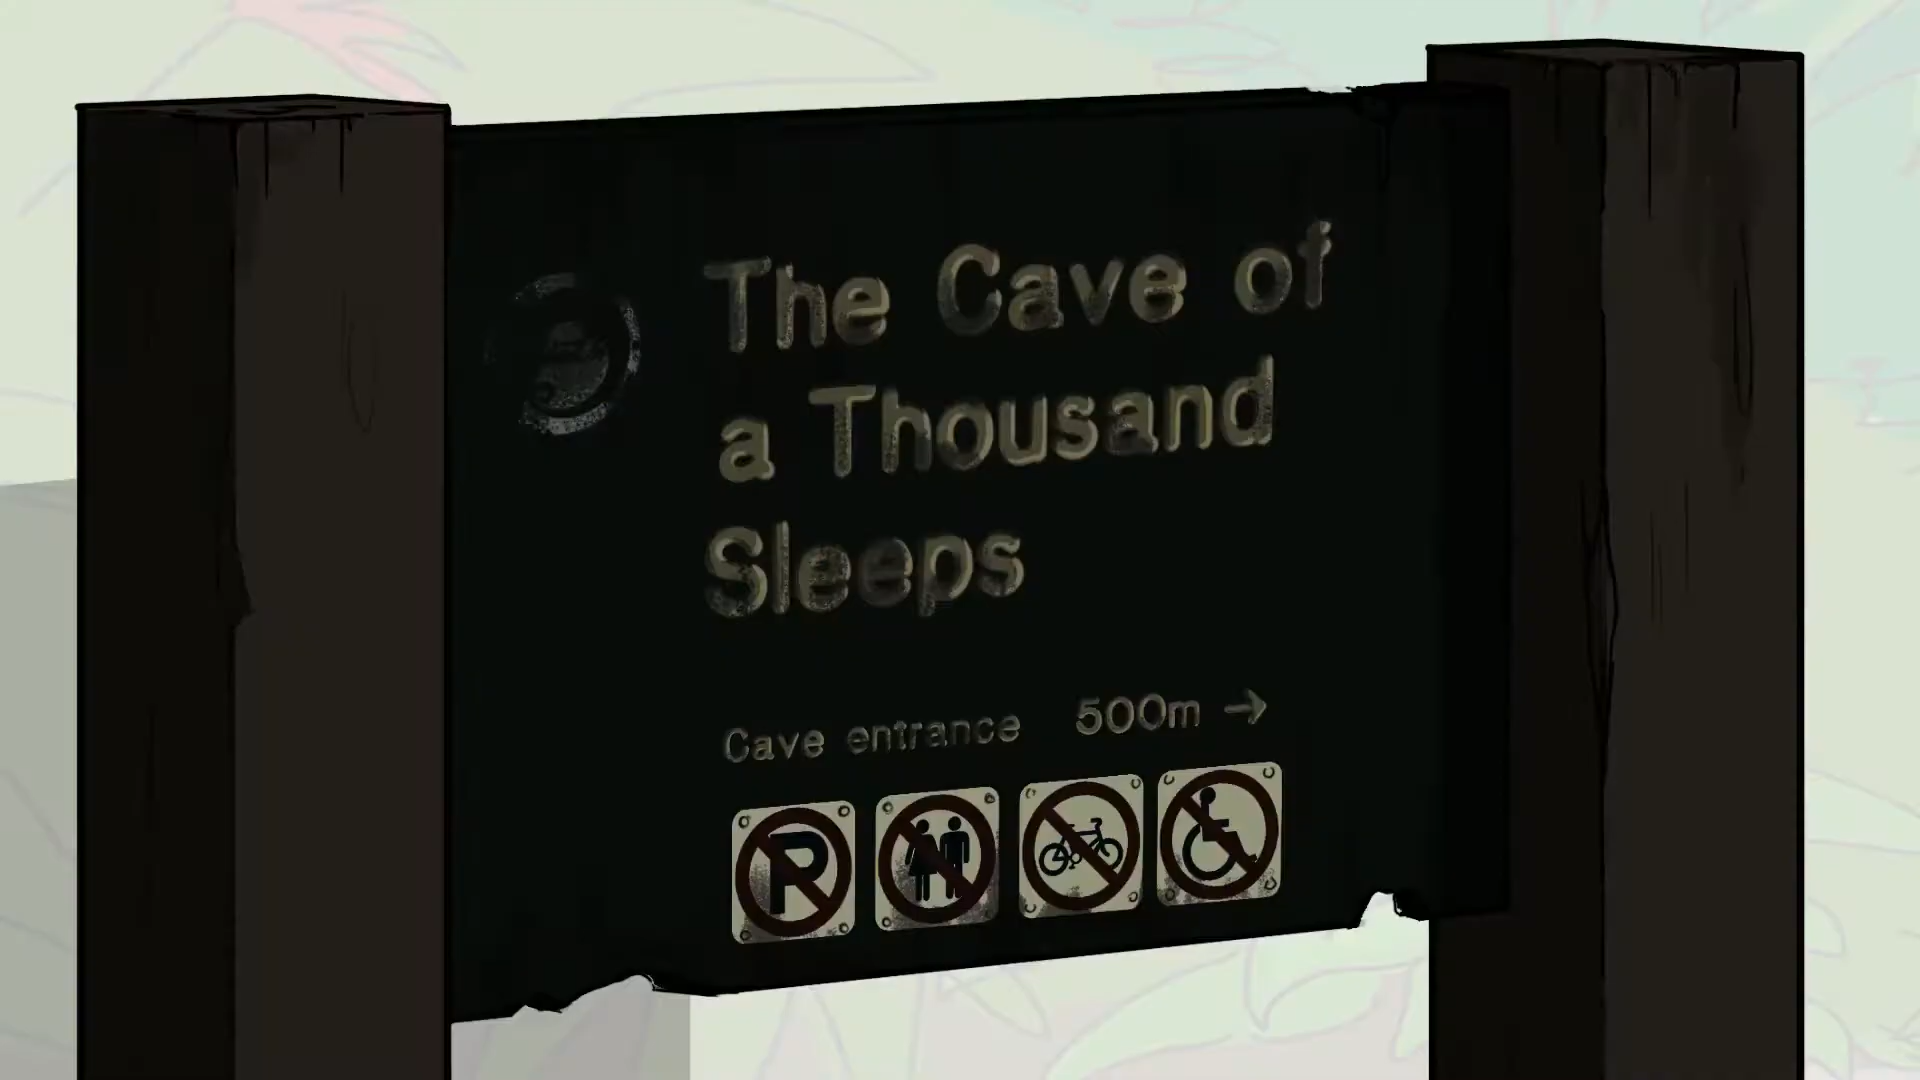 The Cave of
a Thousand
Sleeps
Cave entrance 500m →
P